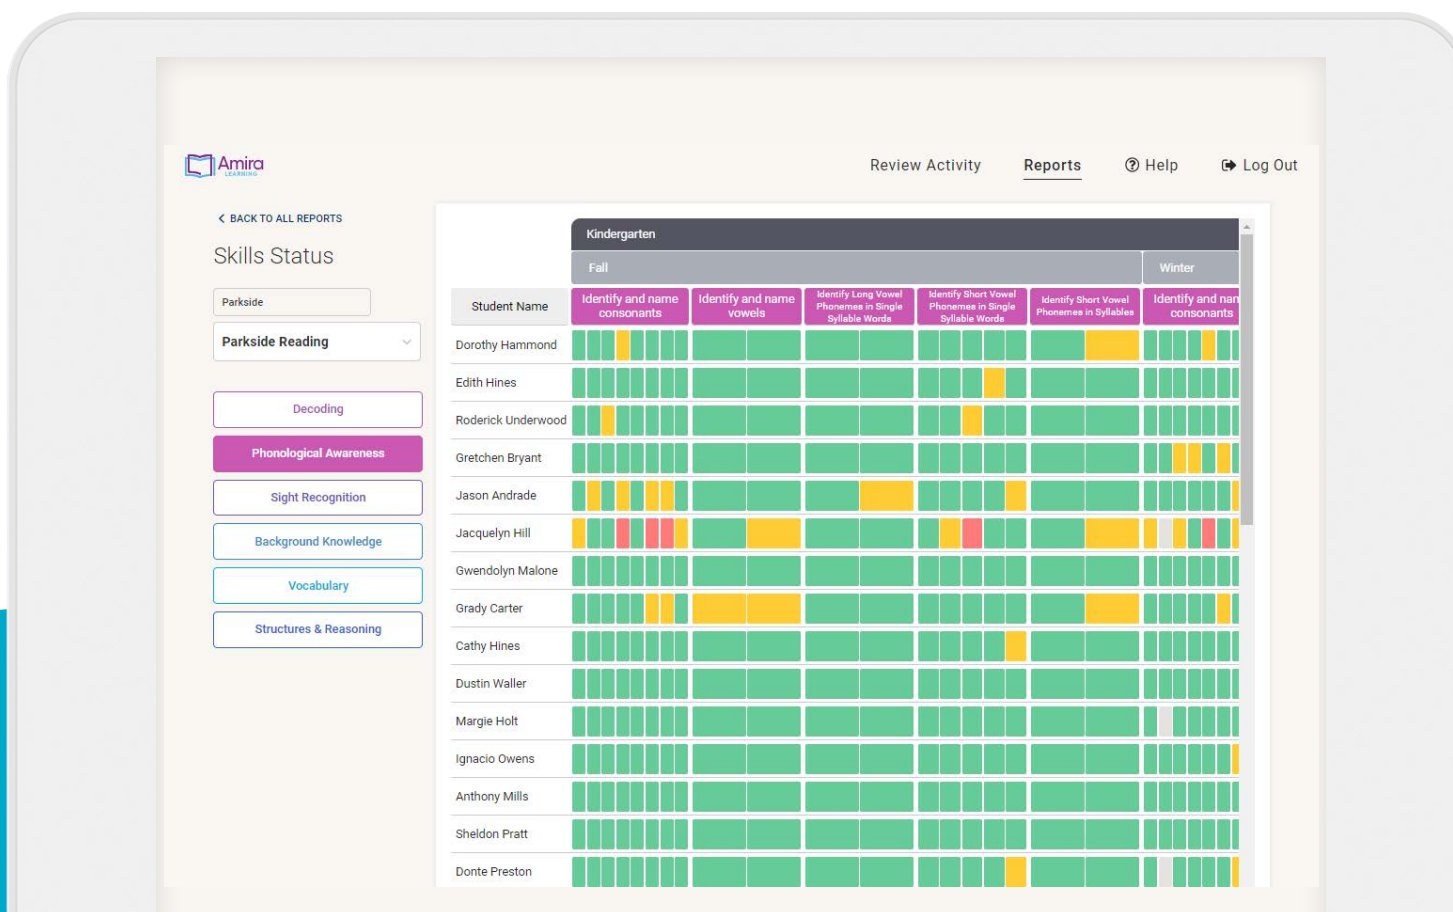 Amira
LEARNING
Review Activity
Reports
Help
Log Out
BACK TO ALL REPORTS
Skills Status
Parkside
Parkside Reading
Decoding
Phonological Awareness
Sight Recognition
Background Knowledge
Vocabulary
Structures & Reasoning
Kindergarten
Fall
Winter
Student Name
Identify and name
consonants
Identify and name
vowels
Identify Long Vowel
Phonemes in Single
Syllable Words
Identify Short Vowel
Phonemes in Single
Syllable Words
Identify Short Vowel
Phonemes in Syllables
Identify and nan
consonants
Dorothy Hammond
Edith Hines
Roderick Underwood
Gretchen Bryant
Jason Andrade
Jacquelyn Hill
Gwendolyn Malone
Grady Carter
Cathy Hines
Dustin Waller
Margie Holt
Ignacio Owens
Anthony Mills
Sheldon Pratt
Donte Preston